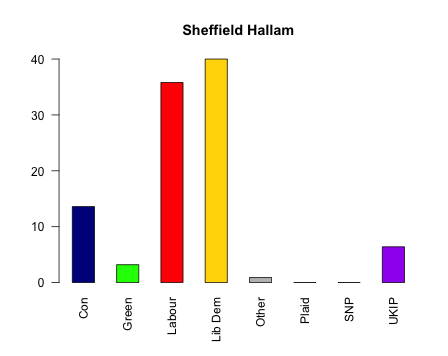 Sheffield Hallam
40
30
20
10
0
Con
Green
Labour
Lib Dem
Other
Plaid
SNP
UKIP